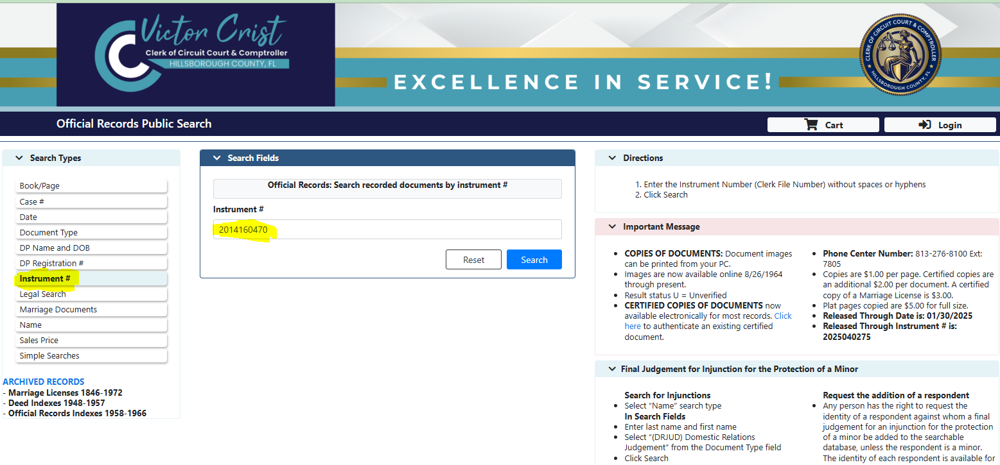 Victor Crist
Clerk of Circuit Court & Comptroller
HILLSBOROUGH COUNTY, FL
EXCELLENCE IN SERVICE!
CLERK OF CIRCUIT COURT & COMPTROLLER
HILLSBOROUGH COUNTY, FL
Official Records Public Search
Cart
Login
Search Types
Book/Page
Case #
Date
Document Type
DP Name and DOB
DP Registration #
Instrument #
Legal Search
Marriage Documents
Name
Sales Price
Simple Searches
ARCHIVED RECORDS
- Marriage Licenses 1846-1972
- Deed Indexes 1948-1957
- Official Records Indexes 1958-1966
Search Fields
Official Records: Search recorded documents by instrument #
Instrument #
2014160470
Reset
Search
Directions
1. Enter the Instrument Number (Clerk File Number) without spaces or hyphens
2. Click Search
Important Message
• COPIES OF DOCUMENTS: Document images
can be printed from your PC.
• Images are now available online 8/26/1964
through present.
• Result status U = Unverified
• CERTIFIED COPIES OF DOCUMENTS now
available electronically for most records. Click
here to authenticate an existing certified
document.
• Phone Center Number: 813-276-8100 Ext:
7805
• Copies are $1.00 per page. Certified copies are
an additional $2.00 per document. A certified
copy of a Marriage License is $3.00.
• Plat pages copied are $5.00 for full size.
• Released Through Date is: 01/30/2025
• Released Through Instrument # is:
2025040275
Final Judgement for Injunction for the Protection of a Minor
Search for Injunctions
• Select “Name” search type
In Search Fields
• Enter last name and first name
• Select “(DRJUD) Domestic Relations
Judgement” from the Document Type field
• Click Search
Request the addition of a respondent
• Any person has the right to request the
identity of a respondent against whom a final
judgement for an injunction for the protection
of a minor be added to the searchable
database, unless the respondent is a minor.
The identity of each respondent is available for